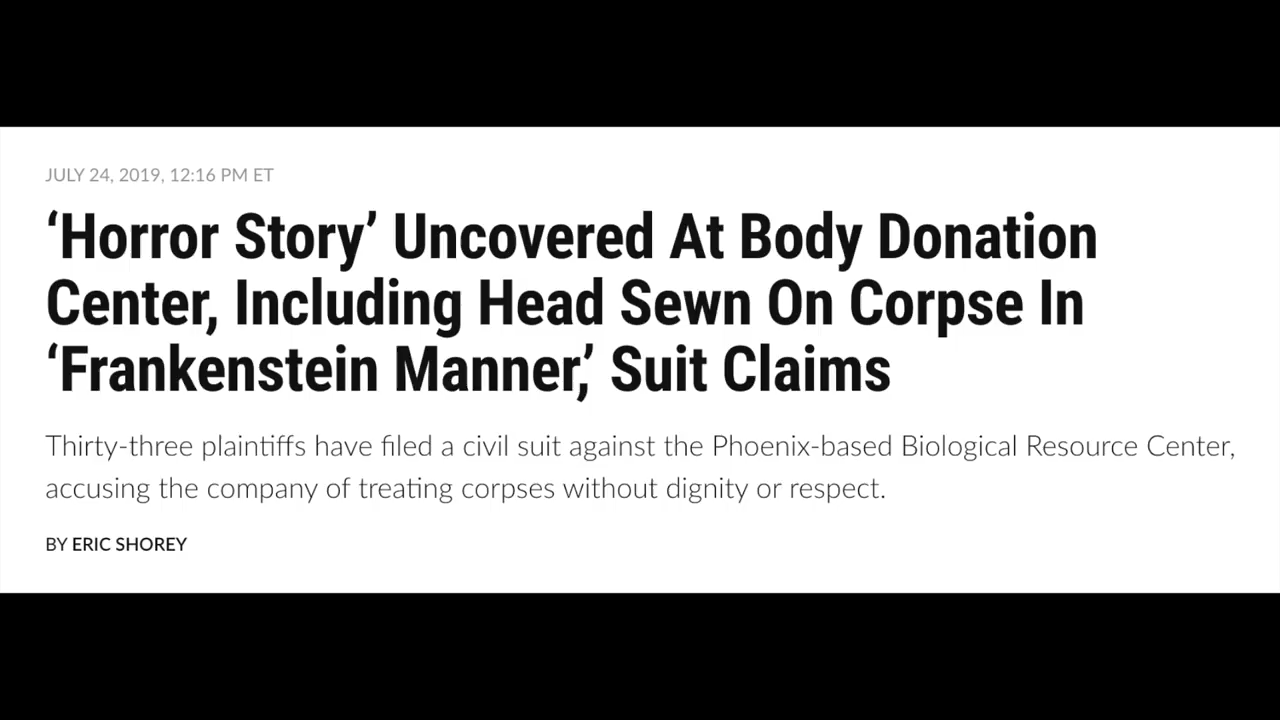 JULY 24, 2019, 12:16 PM ET
‘Horror Story’ Uncovered At Body Donation
Center, Including Head Sewn On Corpse In
‘Frankenstein Manner,’ Suit Claims
Thirty-three plaintiffs have filed a civil suit against the Phoenix-based Biological Resource Center,
accusing the company of treating corpses without dignity or respect.
BY ERIC SHOREY